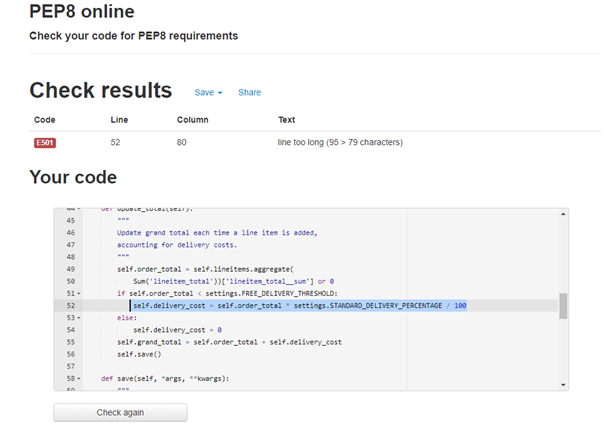 PEP8 online
Check your code for PEP8 requirements
Check results Save Share
Code Line Column Text
E501 52 80 line too long (95 > 79 characters)
Your code
44 def update_total(self):
45 """
46 Update grand total each time a line item is added,
47 accounting for delivery costs.
48 """
49 self.order_total = self.lineitems.aggregate(
50 Sum('lineitem_total'))['lineitem_total__sum'] or 0
51 if self.order_total < settings.FREE_DELIVERY_THRESHOLD:
52 self.delivery_cost = self.order_total * settings.STANDARD_DELIVERY_PERCENTAGE / 100
53 else:
54 self.delivery_cost = 0
55 self.grand_total = self.order_total + self.delivery_cost
56 self.save()
57
58 def save(self, *args, **kwargs):
59 """
Check again